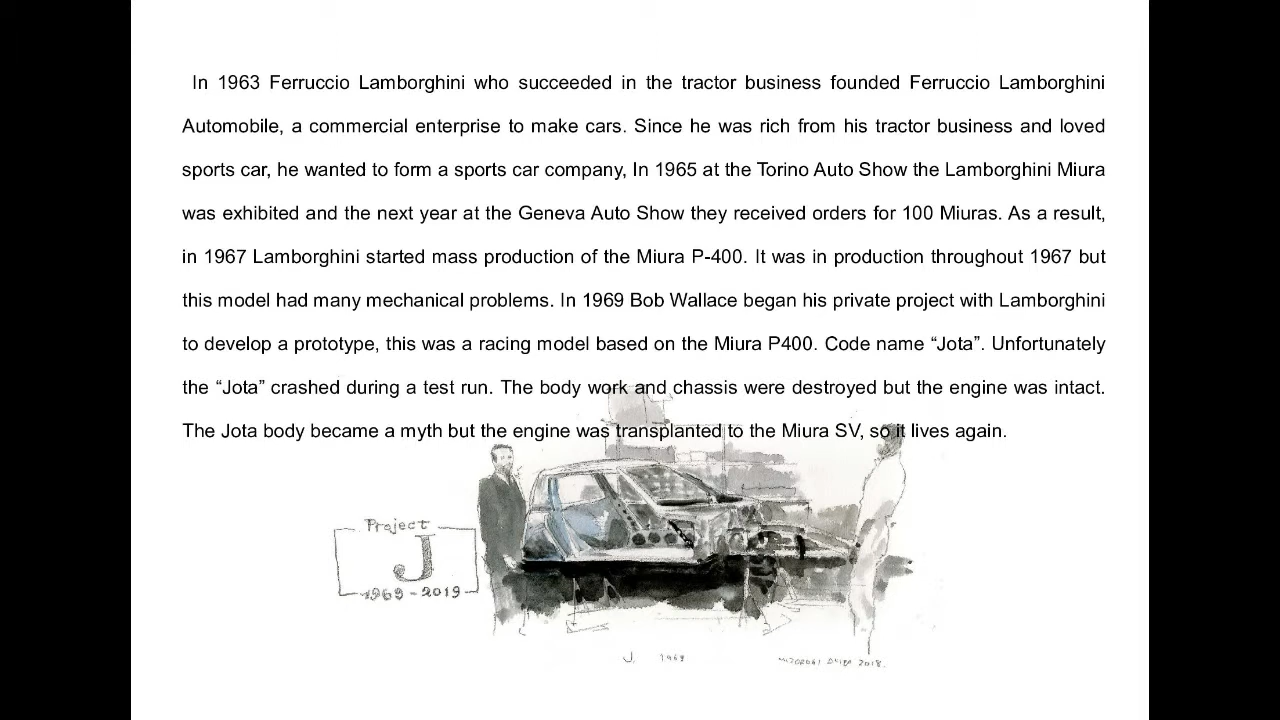 In 1963 Ferruccio Lamborghini who succeeded in the tractor business founded Ferruccio Lamborghini
Automobile, a commercial enterprise to make cars. Since he was rich from his tractor business and loved
sports car, he wanted to form a sports car company, In 1965 at the Torino Auto Show the Lamborghini Miura
was exhibited and the next year at the Geneva Auto Show they received orders for 100 Miuras. As a result,
in 1967 Lamborghini started mass production of the Miura P-400. It was in production throughout 1967 but
this model had many mechanical problems. In 1969 Bob Wallace began his private project with Lamborghini
to develop a prototype, this was a racing model based on the Miura P400. Code name “Jota”. Unfortunately
the “Jota” crashed during a test run. The body work and chassis were destroyed but the engine was intact.
The Jota body became a myth but the engine was transplanted to the Miura SV, so it lives again.
Project
J
1969-2019
J. 1969
2018.